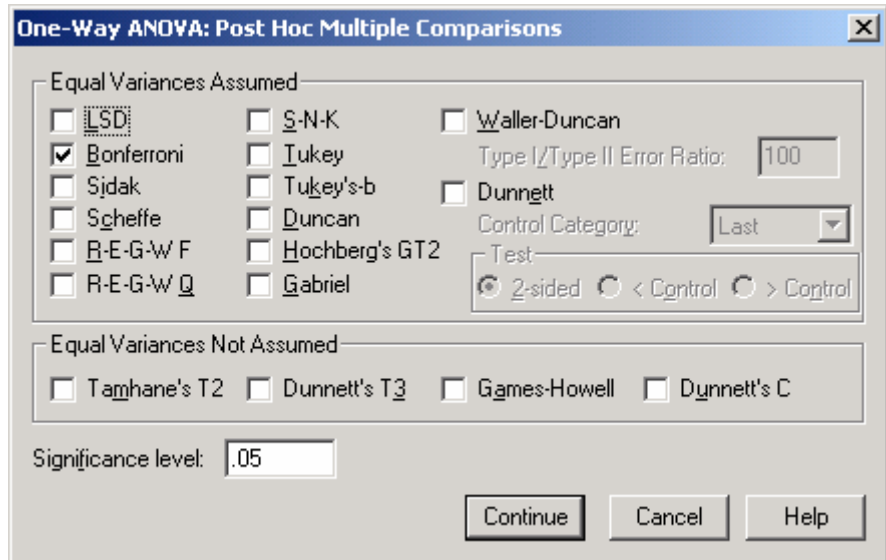 One-Way ANOVA: Post Hoc Multiple Comparisons
Equal Variances Assumed
LSD
Bonferroni
Sidak
Scheffe
R-E-G-W F
R-E-G-W Q
S-N-K
Tukey
Tukey's-b
Duncan
Hochberg's GT2
Gabriel
Waller-Duncan
Type I/Type II Error Ratio: 100
Dunnett
Control Category: Last
Test
2-sided < Control > Control
Equal Variances Not Assumed
Tamhane's T2 Dunnett's T3 Games-Howell Dunnett's C
Significance level: .05
Continue Cancel Help